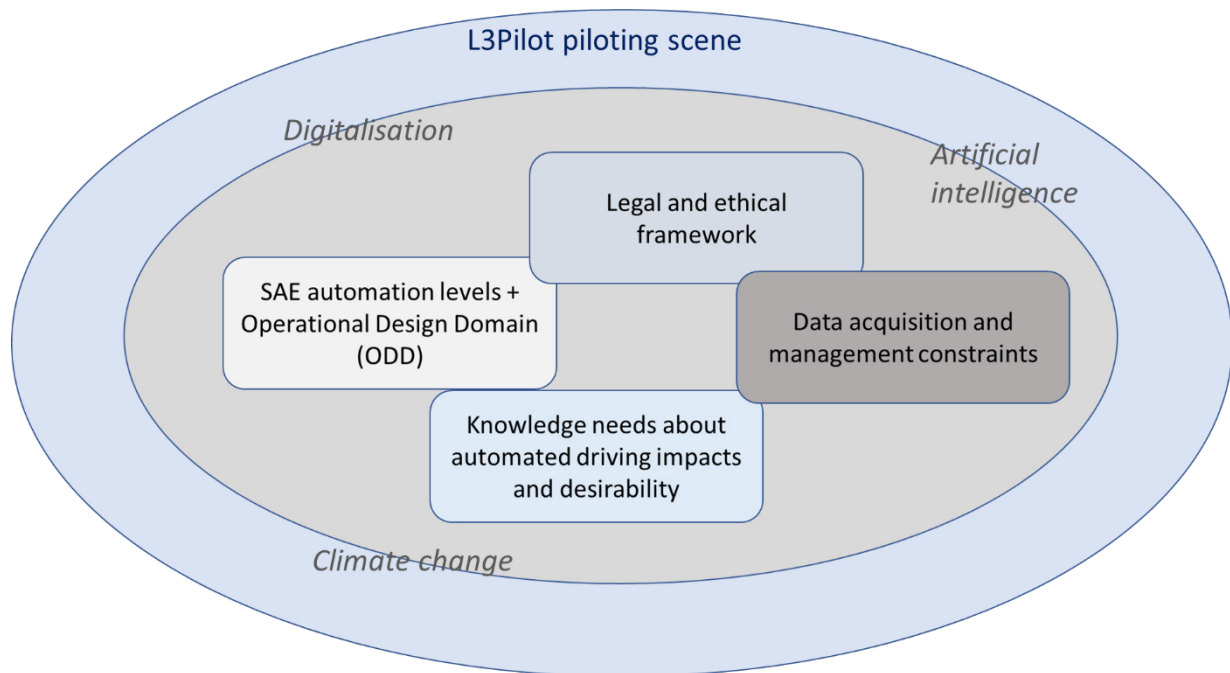 L3Pilot piloting scene
Digitalisation
Artificial
intelligence
Legal and ethical
framework
SAE automation levels +
Operational Design Domain
(ODD)
Data acquisition and
management constraints
Knowledge needs about
automated driving impacts
and desirability
Climate change